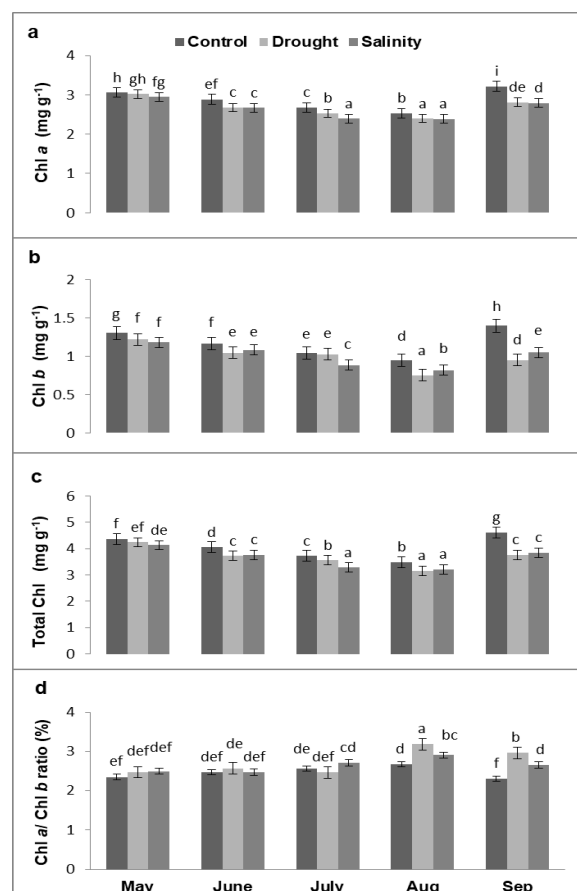 a
Control Drought Salinity
Chl a (mg g-1)
4
3
2
1
0
h gh fg
ef c c
c b a
b a a
i de d
b
Chl b (mg g-1)
2
1.5
1
0.5
0
g f f
f e e
e e c
d a b
h d e
c
Total Chl (mg g-1)
6
5
4
3
2
1
0
f ef de
d c c
c b a
b a a
g c c
d
Chl a/ Chl b ratio (%)
4
3
2
1
0
ef def def
def de def
de def cd
d a bc
f b d
May June July Aug Sep